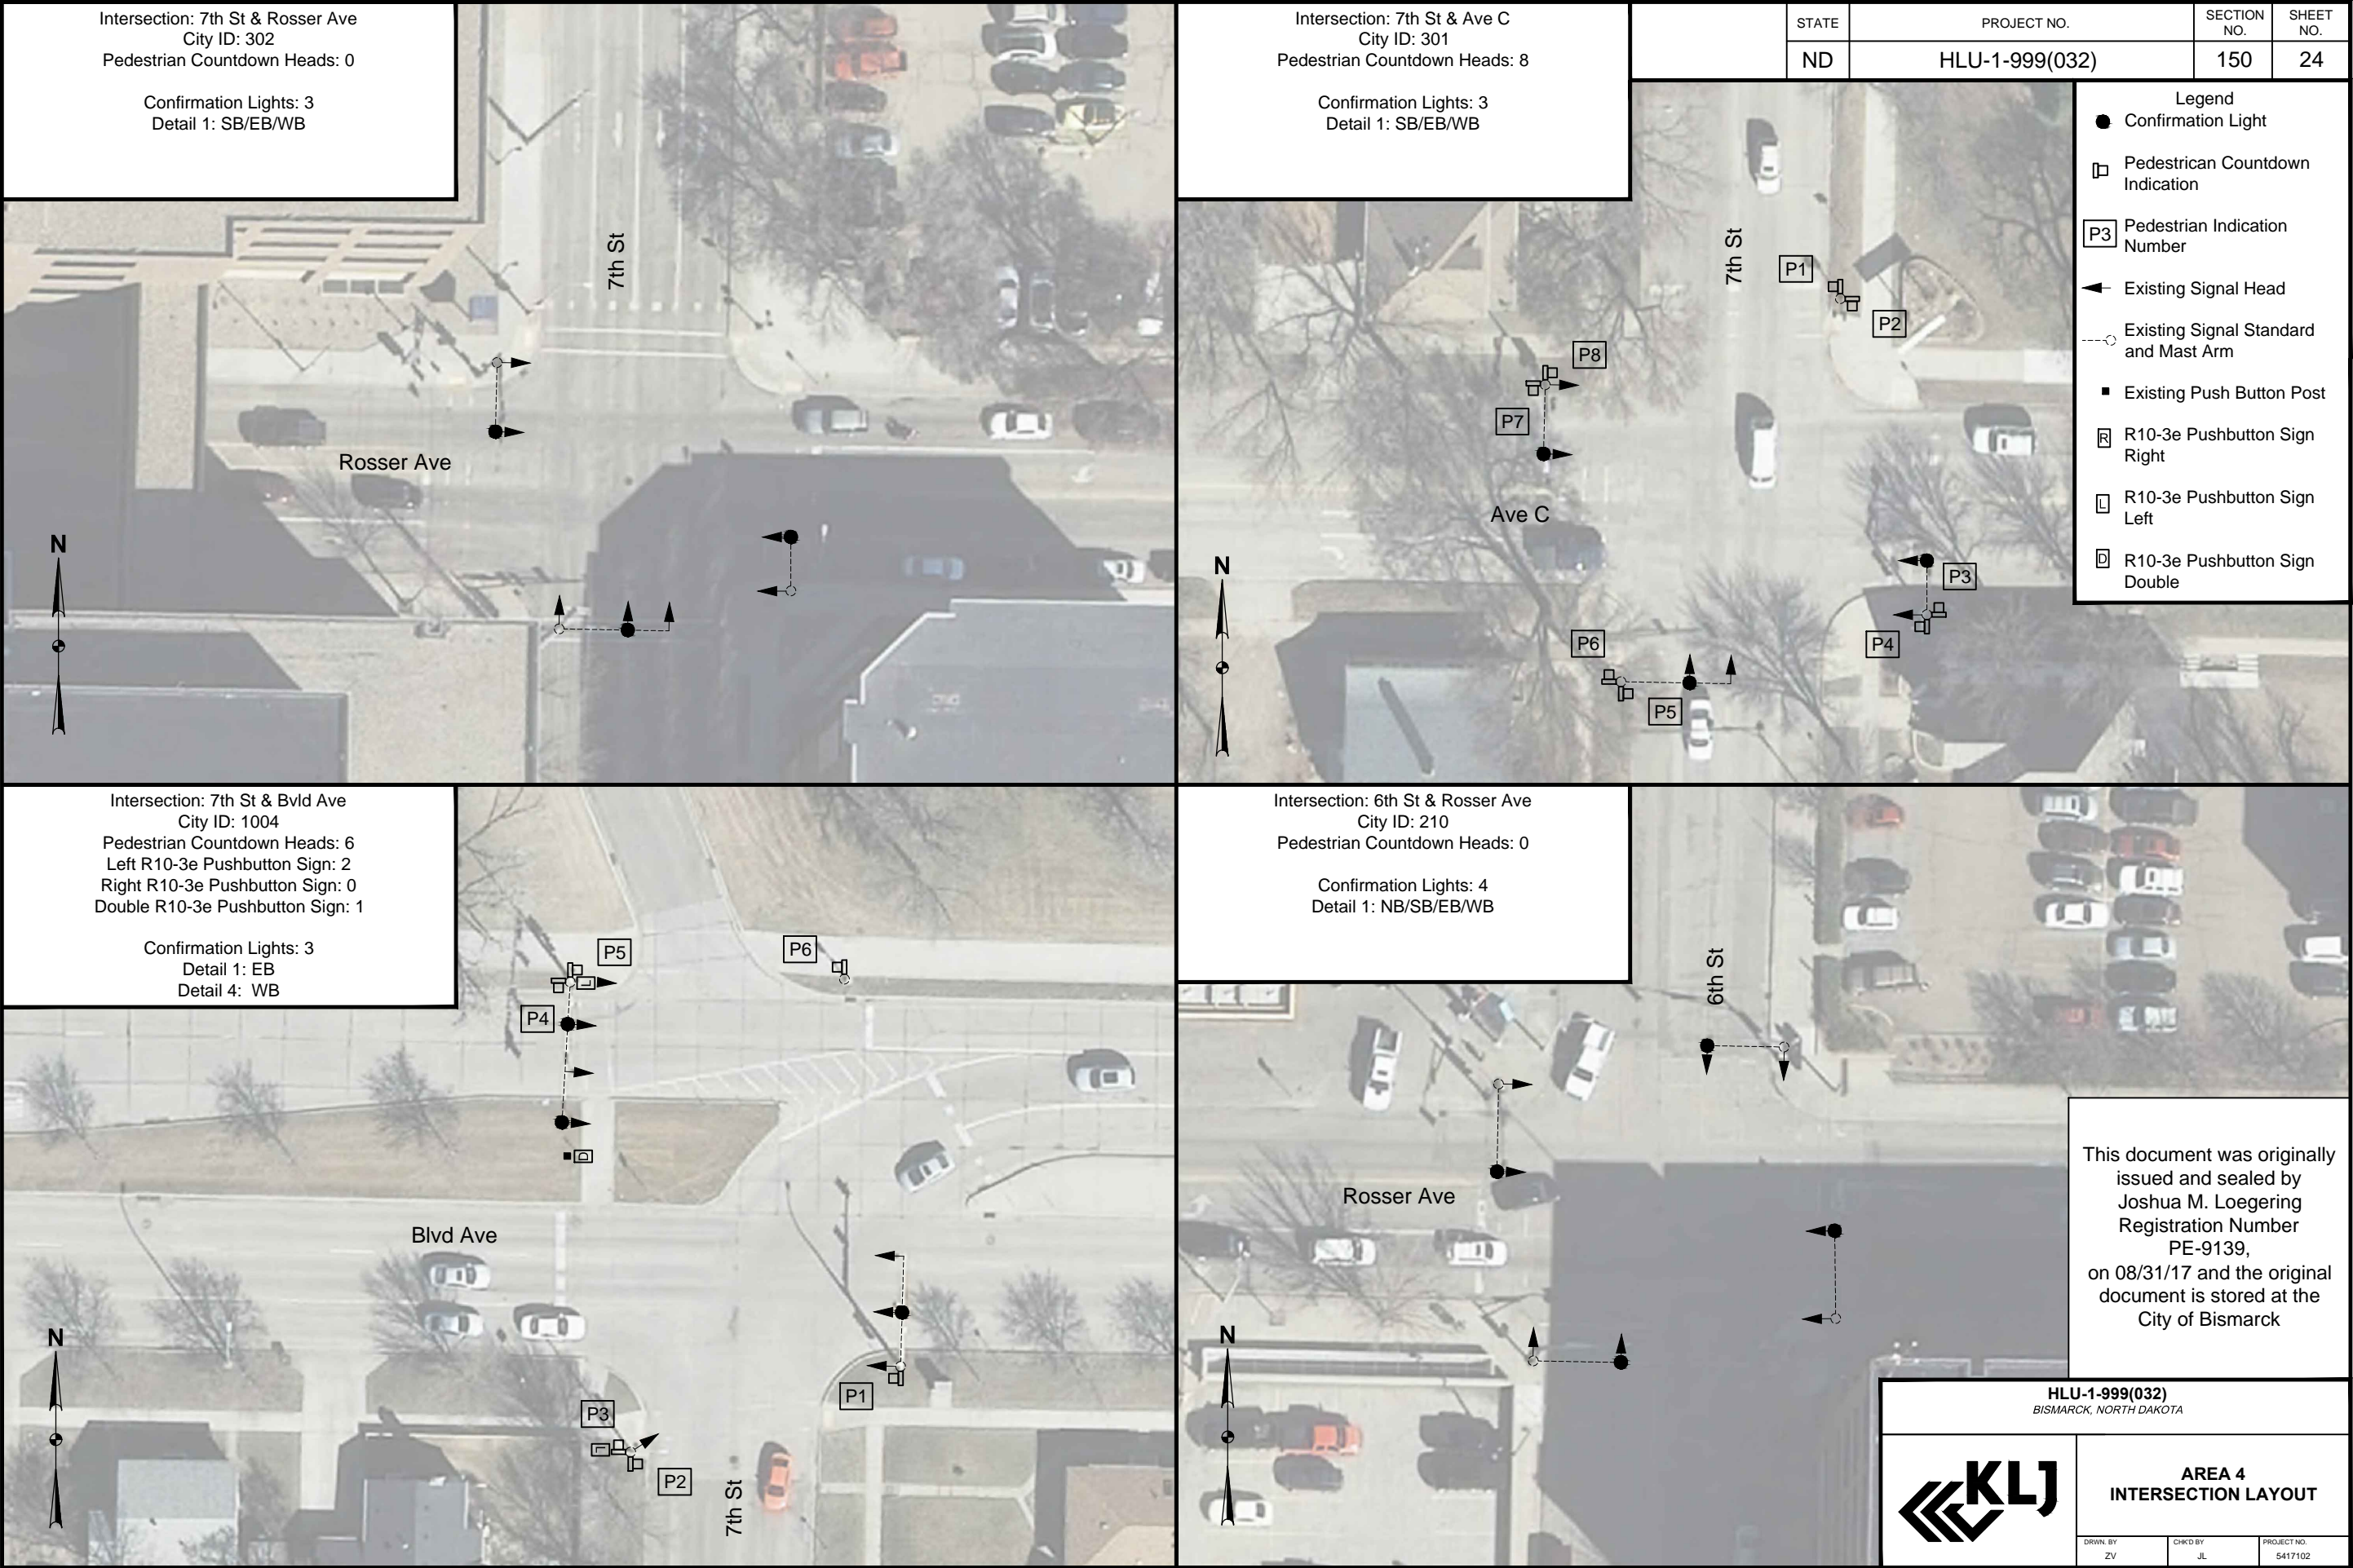 Intersection: 7th St & Rosser Ave
City ID: 302
Pedestrian Countdown Heads: 0
Confirmation Lights: 3
Detail 1: SB/EB/WB
7th St
Rosser Ave
N
Intersection: 7th St & Ave C
City ID: 301
Pedestrian Countdown Heads: 8
Confirmation Lights: 3
Detail 1: SB/EB/WB
7th St
P1
P2
P8
P7
Ave C
P3
P4
P6
P5
N
STATE
PROJECT NO.
SECTION NO.
SHEET NO.
ND
HLU-1-999(032)
150
24
Legend
Confirmation Light
Pedestrican Countdown
Indication
P3
Pedestrian Indication
Number
Existing Signal Head
Existing Signal Standard
and Mast Arm
Existing Push Button Post
R
R10-3e Pushbutton Sign
Right
L
R10-3e Pushbutton Sign
Left
D
R10-3e Pushbutton Sign
Double
Intersection: 7th St & Bvld Ave
City ID: 1004
Pedestrian Countdown Heads: 6
Left R10-3e Pushbutton Sign: 2
Right R10-3e Pushbutton Sign: 0
Double R10-3e Pushbutton Sign: 1
Confirmation Lights: 3
Detail 1: EB
Detail 4: WB
P5
P6
L
P4
D
Blvd Ave
P1
P3
L
P2
7th St
N
Intersection: 6th St & Rosser Ave
City ID: 210
Pedestrian Countdown Heads: 0
Confirmation Lights: 4
Detail 1: NB/SB/EB/WB
6th St
Rosser Ave
N
This document was originally
issued and sealed by
Joshua M. Loegering
Registration Number
PE-9139,
on 08/31/17 and the original
document is stored at the
City of Bismarck
HLU-1-999(032)
BISMARCK, NORTH DAKOTA
KLJ
AREA 4
INTERSECTION LAYOUT
DRWN. BY
ZV
CHK'D BY
JL
PROJECT NO.
5417102